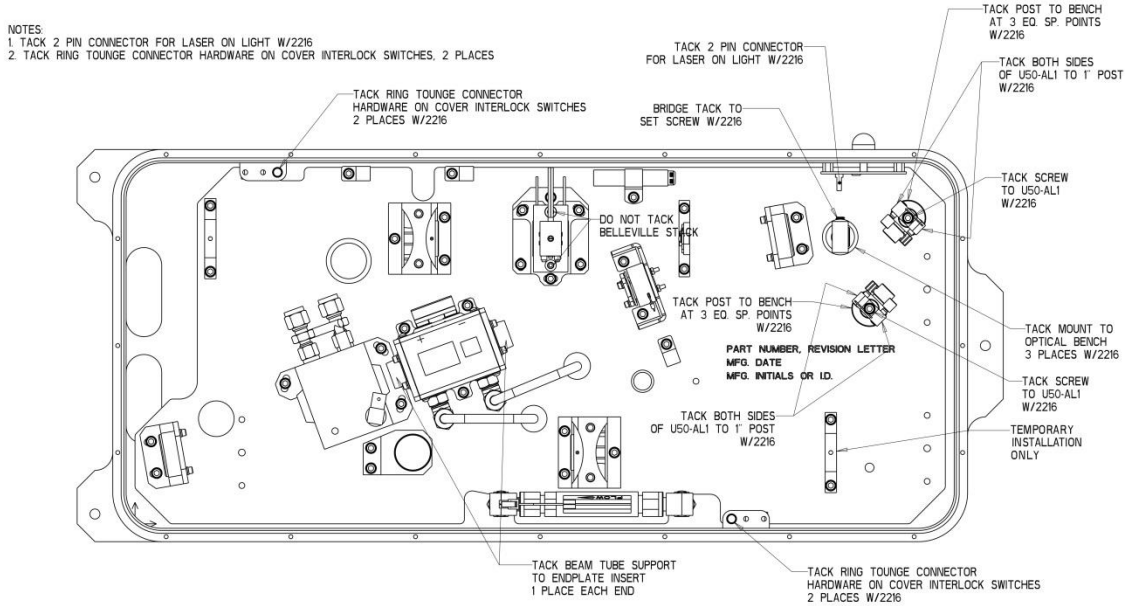 NOTES:
1. TACK 2 PIN CONNECTOR FOR LASER ON LIGHT W/2216
2. TACK RING TOUNGE CONNECTOR HARDWARE ON COVER INTERLOCK SWITCHES, 2 PLACES
TACK RING TOUNGE CONNECTOR
HARDWARE ON COVER INTERLOCK SWITCHES
2 PLACES W/2216
TACK 2 PIN CONNECTOR
FOR LASER ON LIGHT W/2216
BRIDGE TACK TO
SET SCREW W/2216
TACK POST TO BENCH
AT 3 EQ. SP. POINTS
W/2216
TACK BOTH SIDES
OF U50-AL1 TO 1" POST
W/2216
TACK SCREW
TO U50-AL1
W/2216
DO NOT TACK
BELLEVILLE STACK
TACK POST TO BENCH
AT 3 EQ. SP. POINTS
W/2216
PART NUMBER, REVISION LETTER
MFG. DATE
MFG. INITIALS OR I.D.
TACK MOUNT TO
OPTICAL BENCH
3 PLACES W/2216
TACK SCREW
TO U50-AL1
W/2216
TACK BOTH SIDES
OF U50-AL1 TO 1" POST
W/2216
TEMPORARY
INSTALLATION
ONLY
FLOW
TACK BEAM TUBE SUPPORT
TO ENDPLATE INSERT
1 PLACE EACH END
TACK RING TOUNGE CONNECTOR
HARDWARE ON COVER INTERLOCK SWITCHES
2 PLACES W/2216